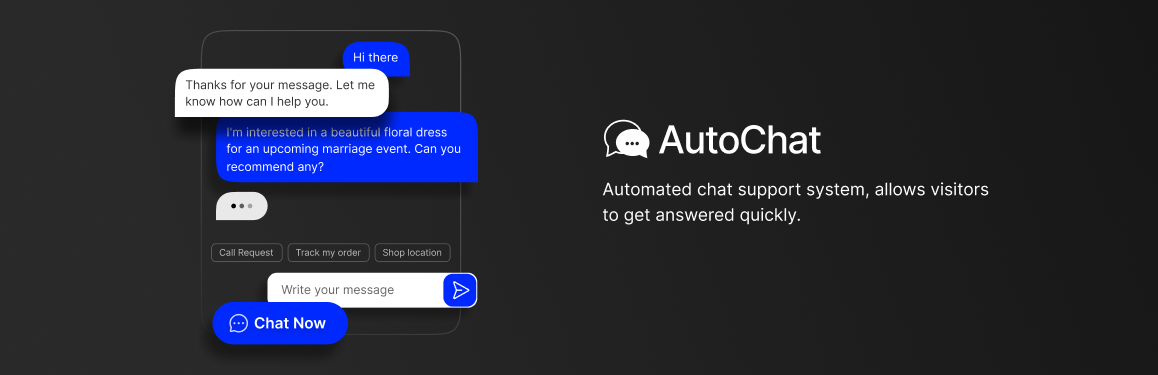 Hi there
Thanks for your message. Let me
know how can I help you.
I'm interested in a beautiful floral dress
for an upcoming marriage event. Can you
recommend any?
Call Request
Track my order
Shop location
Write your message
Chat Now
AutoChat
Automated chat support system, allows visitors
to get answered quickly.